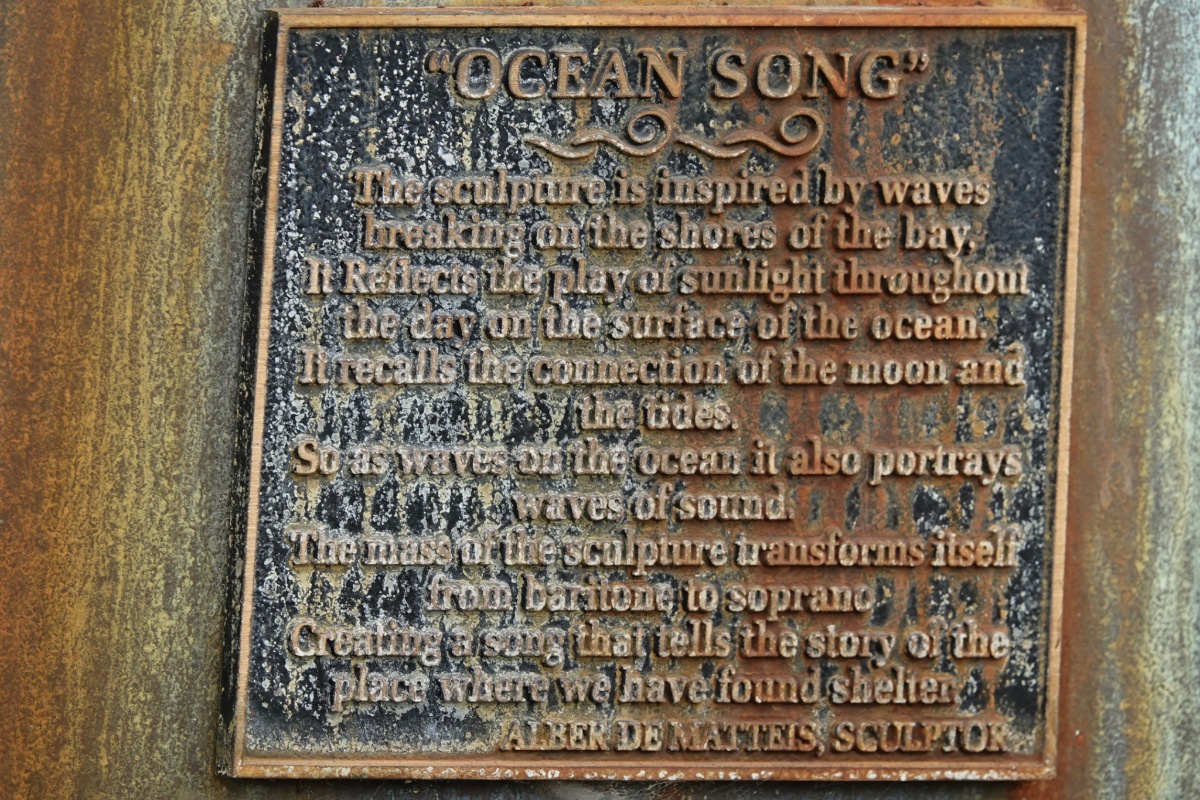 “OCEAN SONG”
The sculpture is inspired by waves
breaking on the shores of the bay;
It Reflects the play of sunlight throughout
the day on the surface of the ocean.
It recalls the connection of the moon and
the tides.
So as waves on the ocean it also portrays
waves of sound.
The mass of the sculpture transforms itself
from baritone to soprano
Creating a song that tells the story of the
place where we have found shelter.
ALBER DE MATTEIS, SCULPTOR